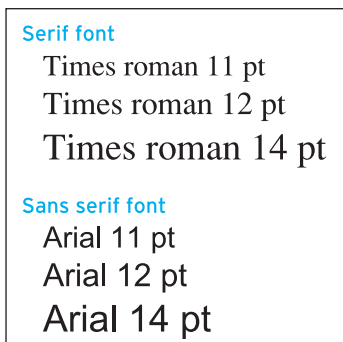 Serif font
Times roman 11 pt
Times roman 12 pt
Times roman 14 pt
Sans serif font
Arial 11 pt
Arial 12 pt
Arial 14 pt